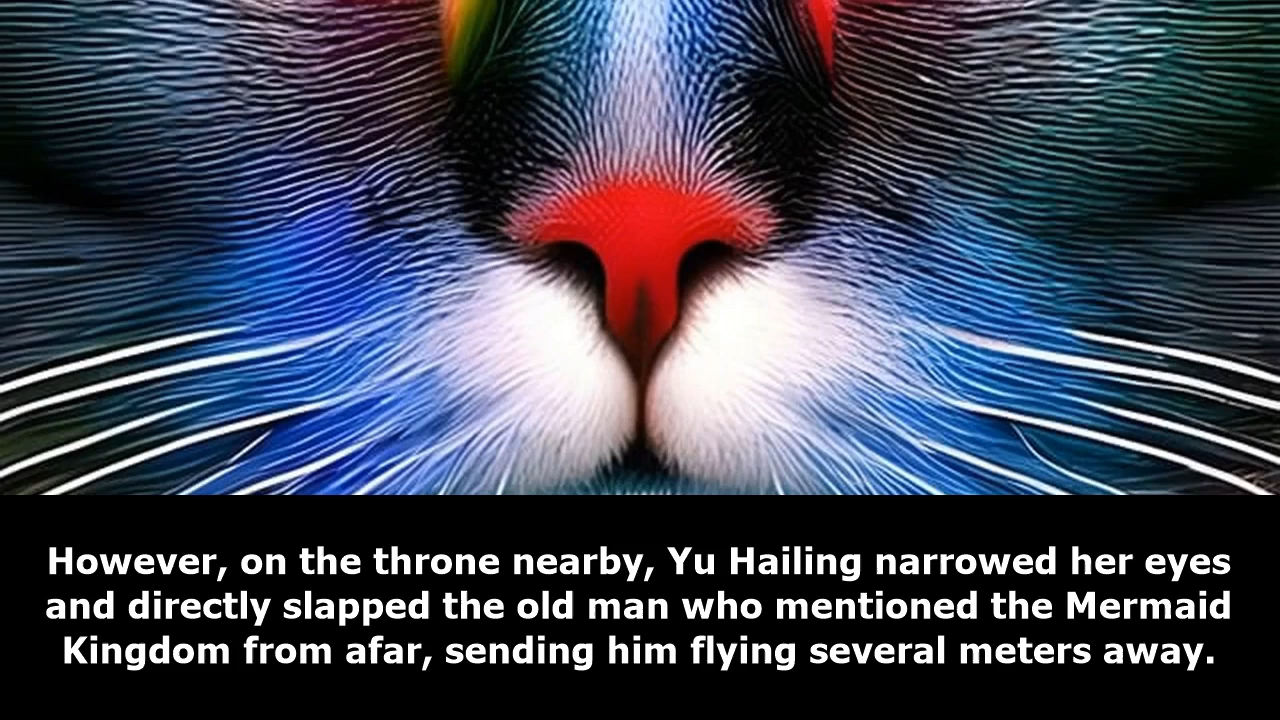 However, on the throne nearby, Yu Hailing narrowed her eyes
and directly slapped the old man who mentioned the Mermaid
Kingdom from afar, sending him flying several meters away.